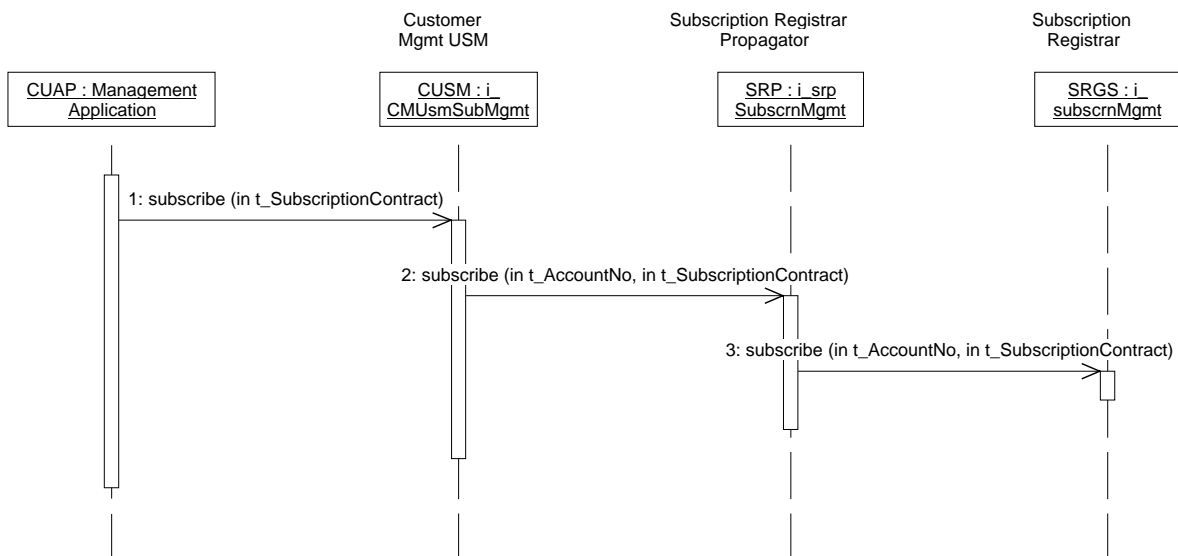 Customer
Mgmt USM
Subscription Registrar
Propagator
Subscription
Registrar
CUAP : Management
Application
CUSM : i_
CMUsmSubMgmt
SRP : i_srp
SubscrnMgmt
SRGS : i_
subscrnMgmt
1: subscribe (in t_SubscriptionContract)
2: subscribe (in t_AccountNo, in t_SubscriptionContract)
3: subscribe (in t_AccountNo, in t_SubscriptionContract)